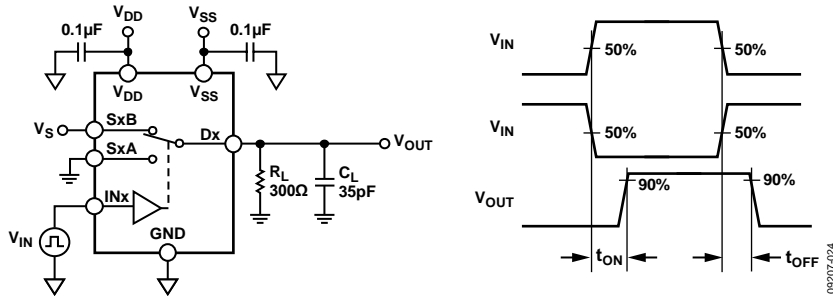 VDD
VSS
0.1µF
0.1µF
VDD
VSS
VS
SxB
Dx
VOUT
SxA
RL
300Ω
CL
35pF
INx
VIN
GND
VIN
50%
50%
VIN
50%
50%
VOUT
90%
90%
tON
tOFF
09207-024